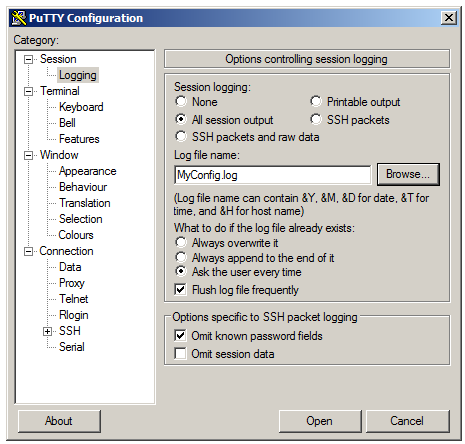 PuTTY Configuration
Category:
Session
Logging
Terminal
Keyboard
Bell
Features
Window
Appearance
Behaviour
Translation
Selection
Colours
Connection
Data
Proxy
Telnet
Rlogin
SSH
Serial
Options controlling session logging
Session logging:
None
Printable output
All session output
SSH packets
SSH packets and raw data
Log file name:
MyConfig.log
Browse...
(Log file name can contain &Y, &M, &D for date, &T for
time, and &H for host name)
What to do if the log file already exists:
Always overwrite it
Always append to the end of it
Ask the user every time
Flush log file frequently
Options specific to SSH packet logging
Omit known password fields
Omit session data
About
Open
Cancel